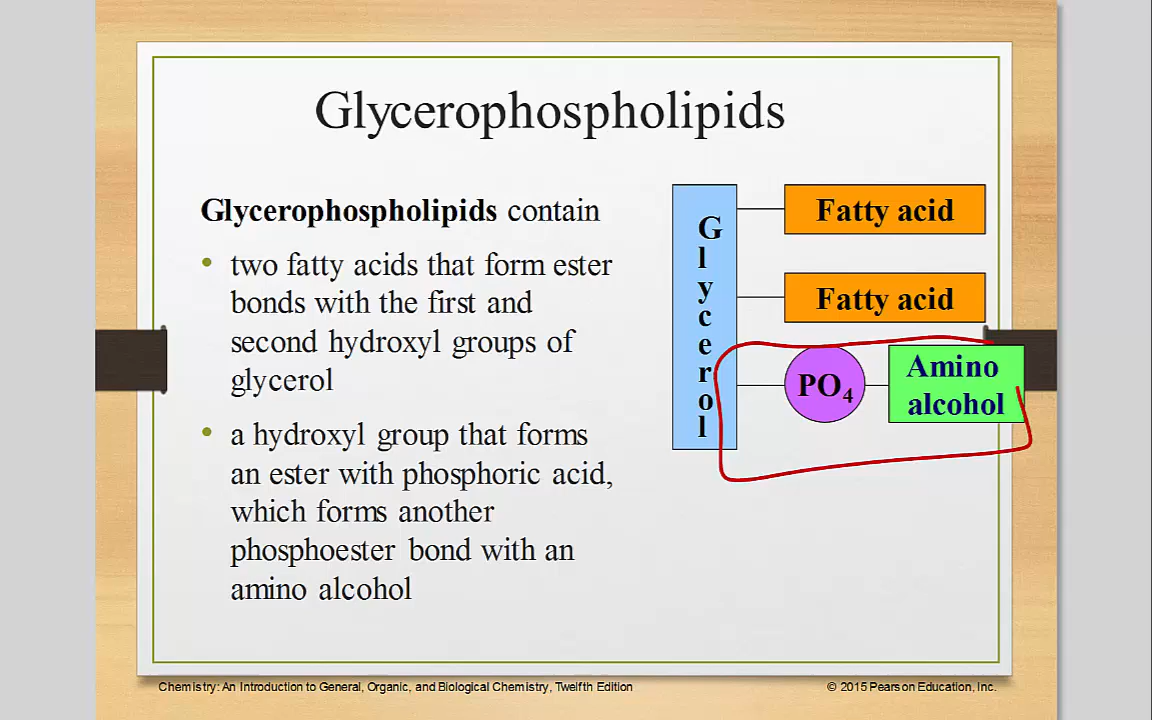 Glycerophospholipids
Glycerophospholipids contain
• two fatty acids that form ester
bonds with the first and
second hydroxyl groups of
glycerol
• a hydroxyl group that forms
an ester with phosphoric acid,
which forms another
phosphoester bond with an
amino alcohol
Glycerol
Fatty acid
Fatty acid
PO₄
Amino
alcohol
Chemistry: An Introduction to General, Organic, and Biological Chemistry, Twelfth Edition
© 2015 Pearson Education, Inc.